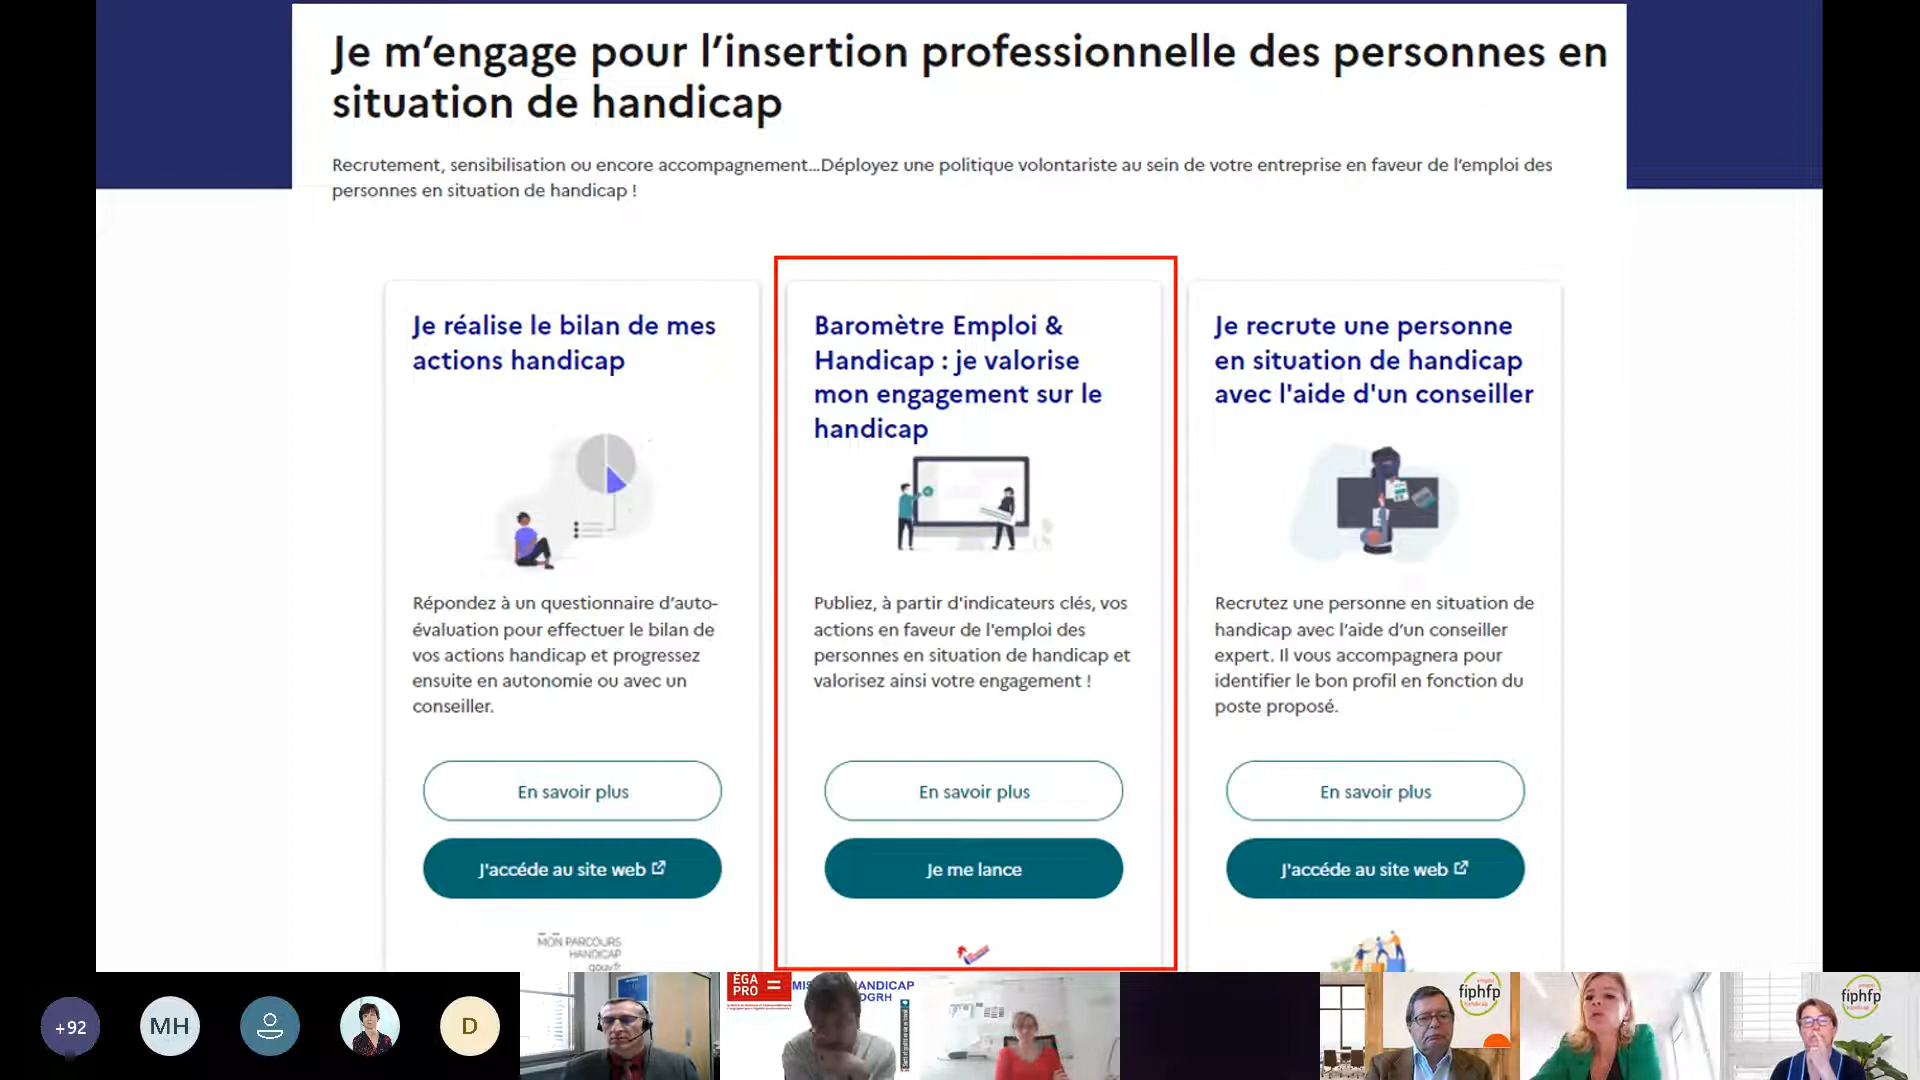 Je m’engage pour l’insertion professionnelle des personnes en
situation de handicap
Recrutement, sensibilisation ou encore accompagnement...Déployez une politique volontariste au sein de votre entreprise en faveur de l’emploi des
personnes en situation de handicap !
Je réalise le bilan de mes
actions handicap
Répondez à un questionnaire d’auto-
évaluation pour effectuer le bilan de
vos actions handicap et progressez
ensuite en autonomie ou avec un
conseiller.
En savoir plus
J'accéde au site web
MON PARCOURS
HANDICAP
gouv.fr
Baromètre Emploi &
Handicap : je valorise
mon engagement sur le
handicap
Publiez, à partir d'indicateurs clés, vos
actions en faveur de l'emploi des
personnes en situation de handicap et
valorisez ainsi votre engagement !
En savoir plus
Je me lance
Je recrute une personne
en situation de handicap
avec l'aide d'un conseiller
Recrutez une personne en situation de
handicap avec l’aide d’un conseiller
expert. Il vous accompagnera pour
identifier le bon profil en fonction du
poste proposé.
En savoir plus
J'accéde au site web
+92
MH
D
ÉGA
PRO =
HANDICAP
DGRH
fiphfp
fiphfp